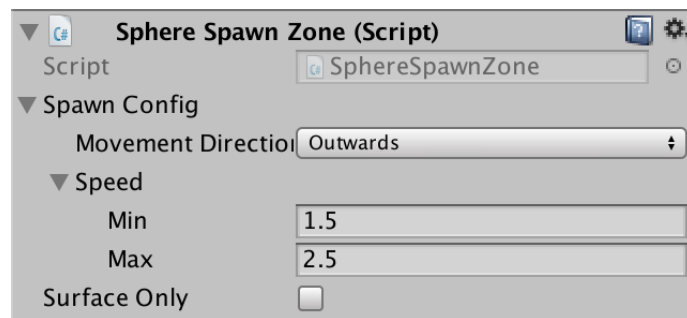 Sphere Spawn Zone (Script)
Script SphereSpawnZone
Spawn Config
Movement Direction Outwards
Speed
Min 1.5
Max 2.5
Surface Only